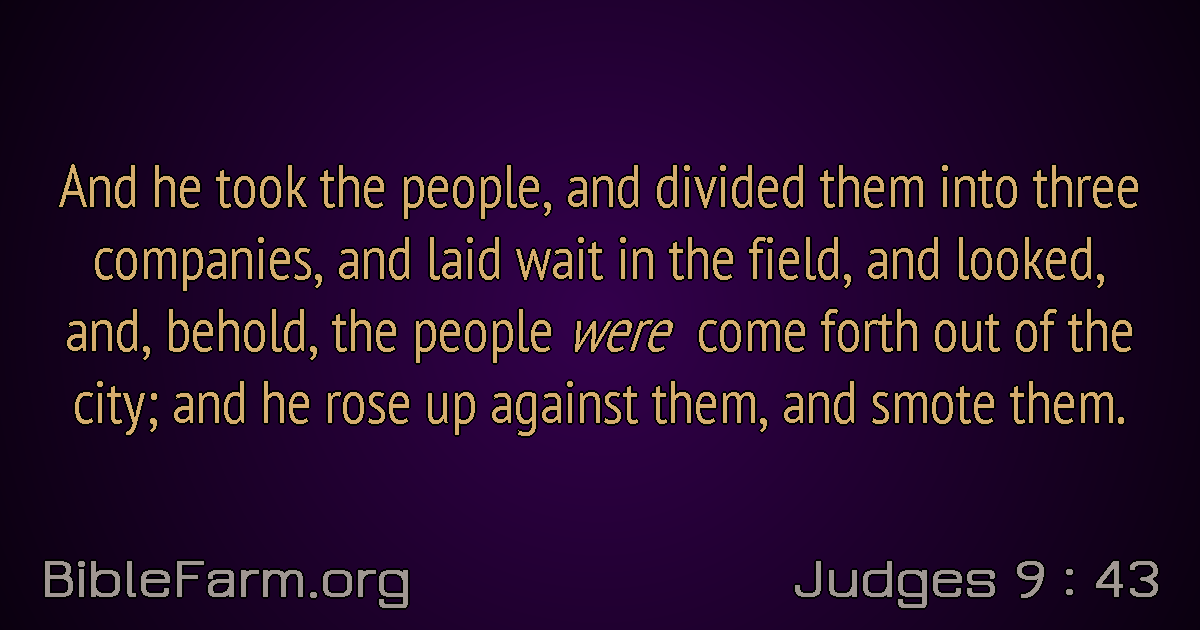 And he took the people, and divided them into three
companies, and laid wait in the field, and looked,
and, behold, the people were come forth out of the
city; and he rose up against them, and smote them.
BibleFarm.org
Judges 9 : 43